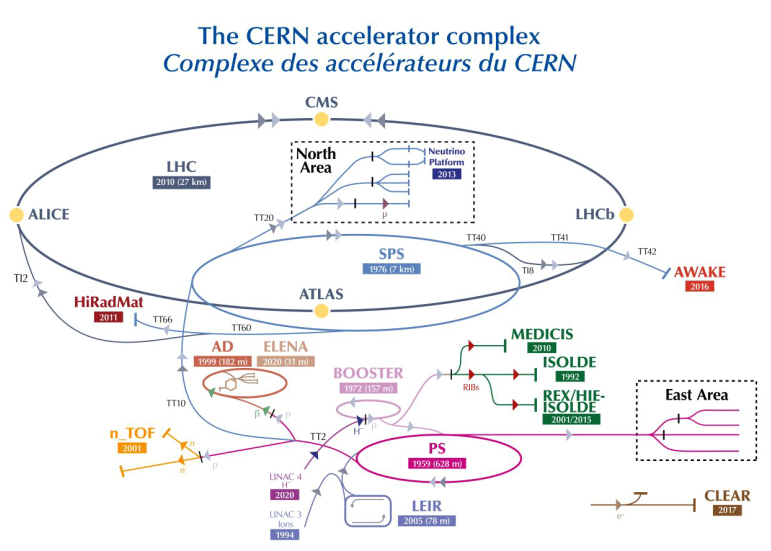 The CERN accelerator complex
Complexe des accélérateurs du CERN
CMS
LHC
2010 (27 km)
North
Area
Neutrino
Platform
2013
μ
ALICE
LHCb
TT20
TT40
TT41
TT42
SPS
1976 (7 km)
TI8
AWAKE
2016
TI2
HiRadMat
2011
TT66
TT60
ATLAS
AD
1999 (182 m)
ELENA
2020 (31 m)
BOOSTER
1972 (157 m)
MEDICIS
2010
ISOLDE
1992
RIBs
REX/HIE-
ISOLDE
2001/2015
East Area
TT10
p
p
H⁻
p
TT2
n_TOF
2001
n
n
p
PS
1959 (628 m)
LINAC 4
H⁻
2020
LINAC 3
Ions
1994
LEIR
2005 (78 m)
CLEAR
2017
e⁻